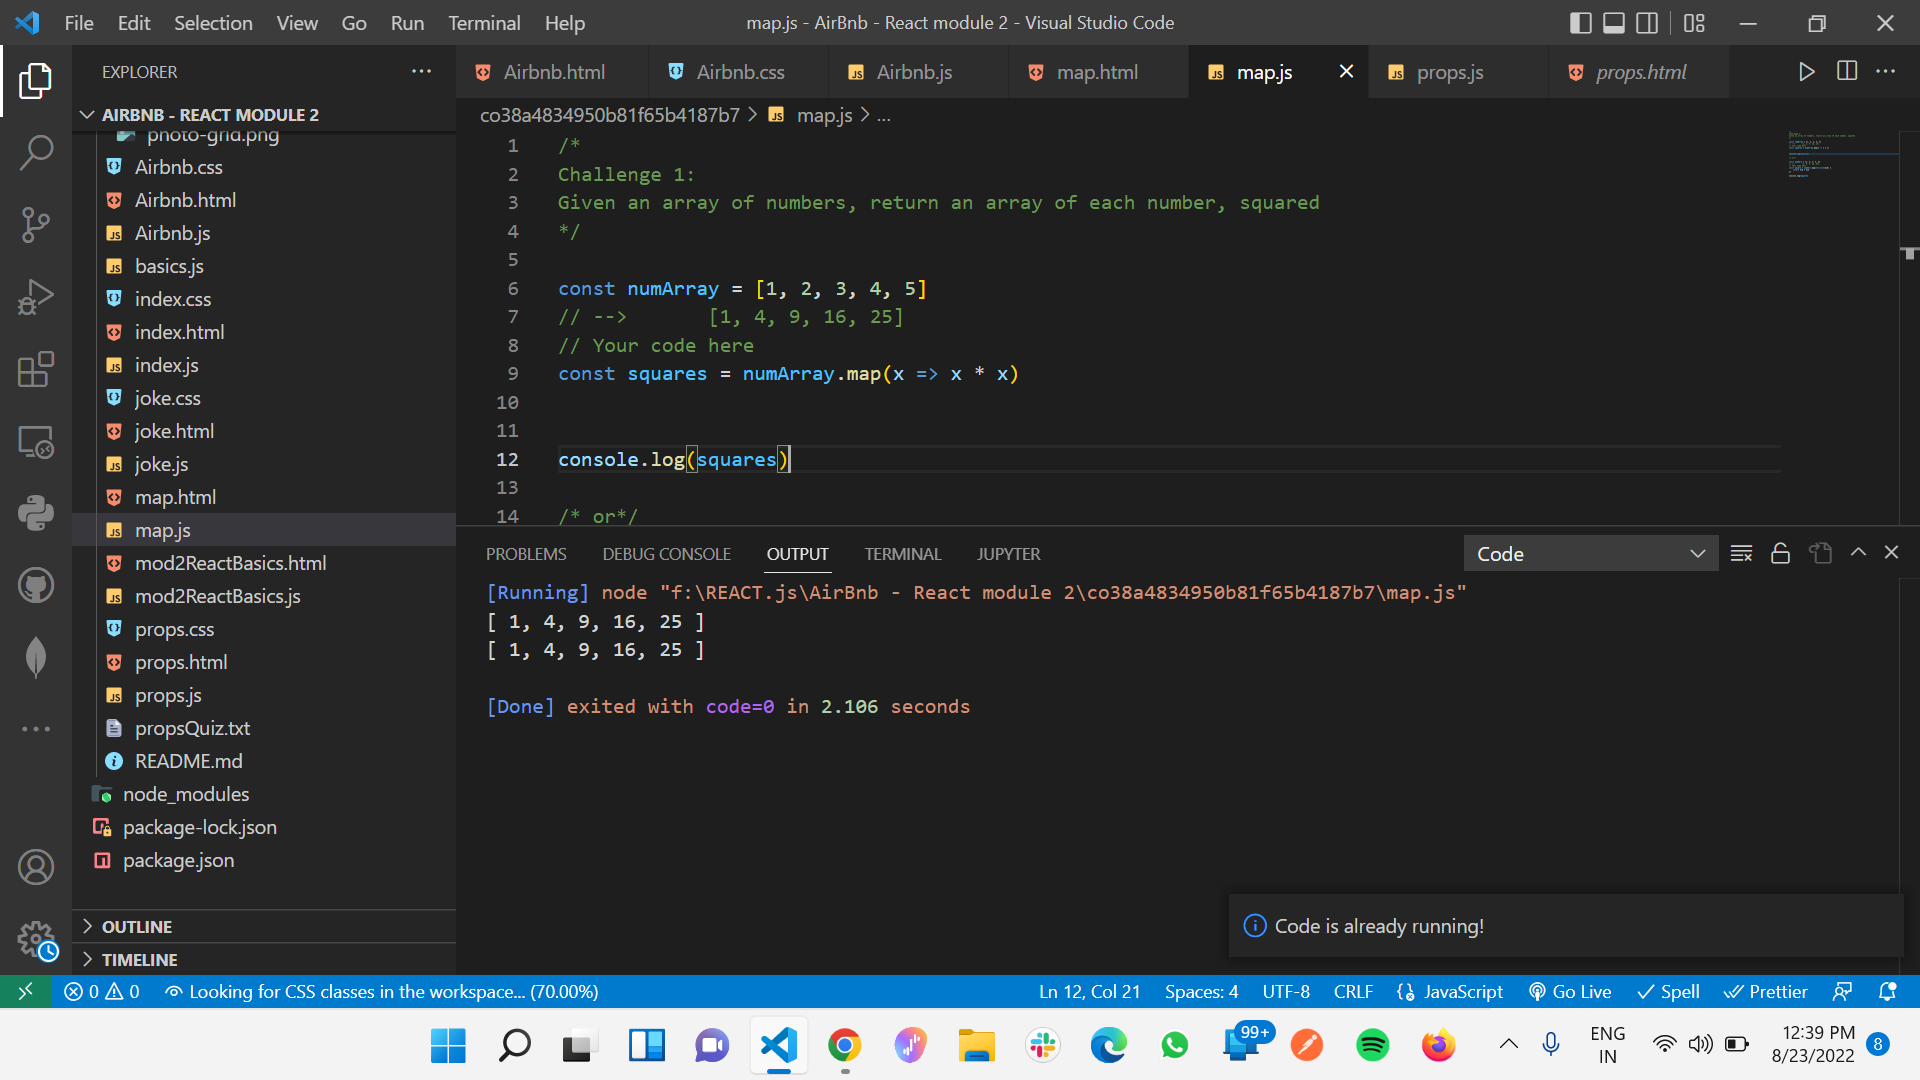 File Edit Selection View Go Run Terminal Help
map.js - AirBnb - React module 2 - Visual Studio Code
EXPLORER
AIRBNB - REACT MODULE 2
photo-grid.png
Airbnb.css
Airbnb.html
Airbnb.js
basics.js
index.css
index.html
index.js
joke.css
joke.html
joke.js
map.html
map.js
mod2ReactBasics.html
mod2ReactBasics.js
props.css
props.html
props.js
propsQuiz.txt
README.md
node_modules
package-lock.json
package.json
OUTLINE
TIMELINE
Airbnb.html Airbnb.css Airbnb.js map.html map.js props.js props.html
co38a4834950b81f65b4187b7 > map.js > ...
1 /*
2 Challenge 1:
3 Given an array of numbers, return an array of each number, squared
4 */
5
6 const numArray = [1, 2, 3, 4, 5]
7 // -->       [1, 4, 9, 16, 25]
8 // Your code here
9 const squares = numArray.map(x => x * x)
10
11
12 console.log(squares)
13
14 /* or*/
PROBLEMS DEBUG CONSOLE OUTPUT TERMINAL JUPYTER
Code
[Running] node "f:\REACT.js\AirBnb - React module 2\co38a4834950b81f65b4187b7\map.js"
[ 1, 4, 9, 16, 25 ]
[ 1, 4, 9, 16, 25 ]
[Done] exited with code=0 in 2.106 seconds
Code is already running!
0 0 Looking for CSS classes in the workspace... (70.00%)
Ln 12, Col 21 Spaces: 4 UTF-8 CRLF JavaScript Go Live Spell Prettier
99+
ENG
IN
12:39 PM
8/23/2022
8